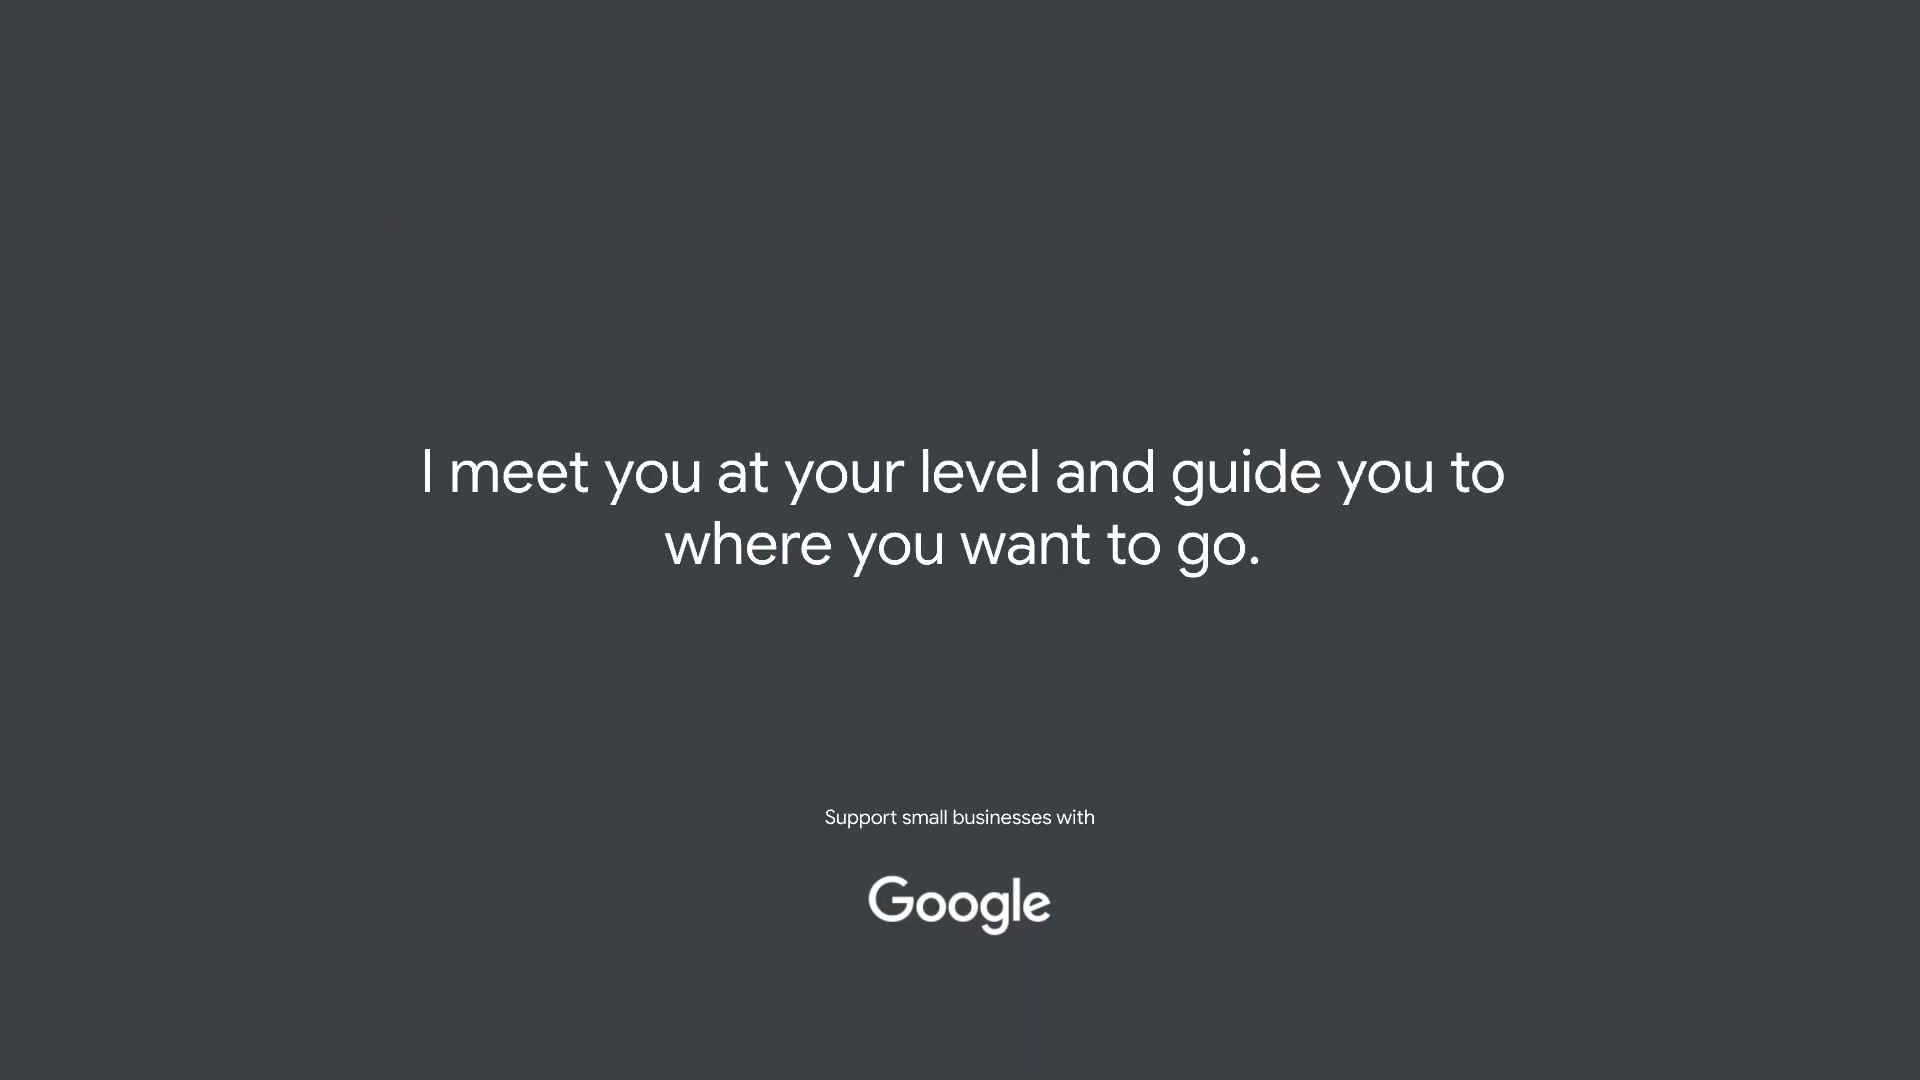 I meet you at your level and guide you to
where you want to go.
Support small businesses with
Google